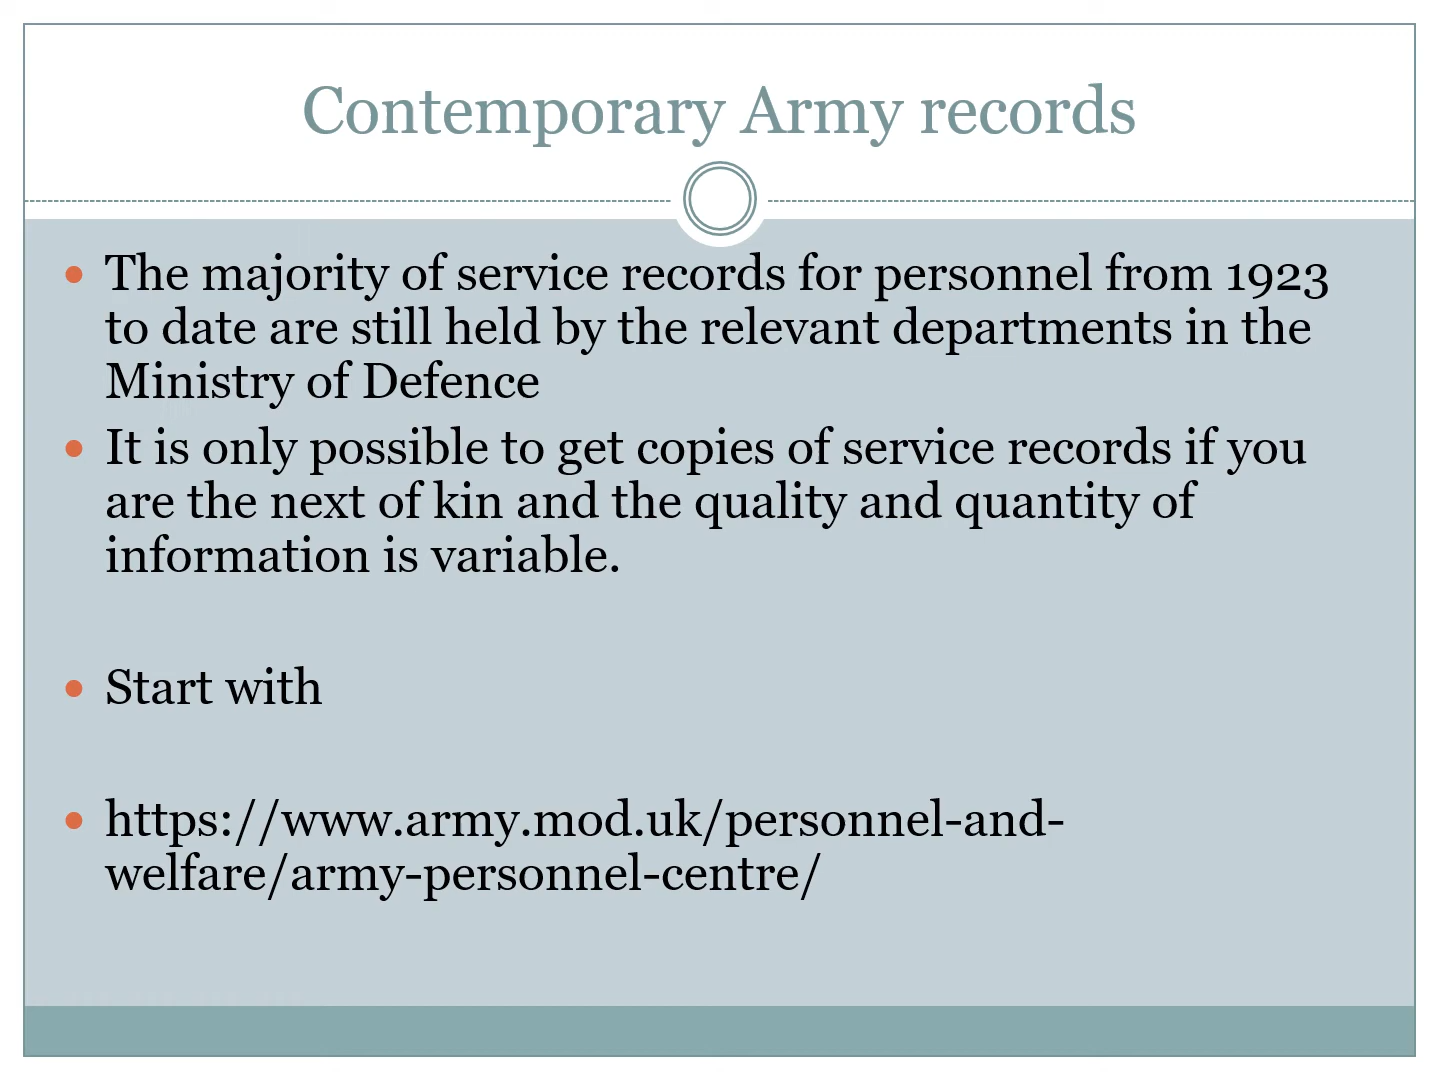 Contemporary Army records
The majority of service records for personnel from 1923
to date are still held by the relevant departments in the
Ministry of Defence
It is only possible to get copies of service records if you
are the next of kin and the quality and quantity of
information is variable.
Start with
https://www.army.mod.uk/personnel-and-
welfare/army-personnel-centre/